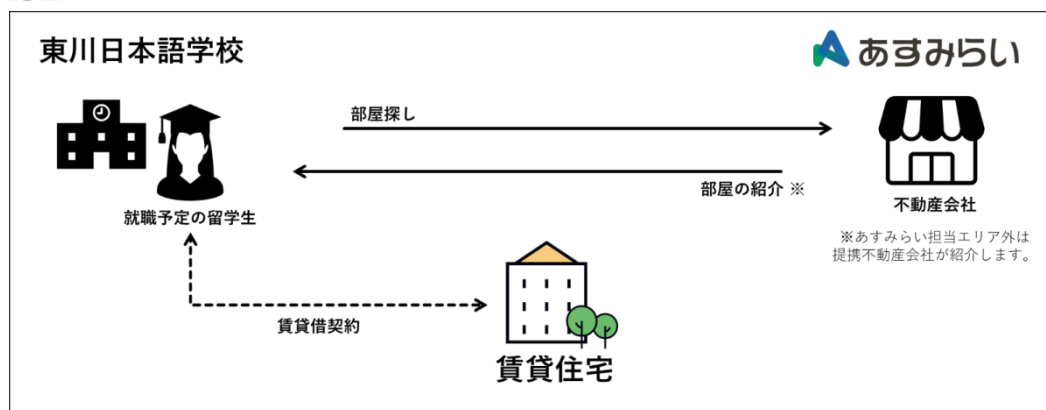 東川日本語学校
あすみらい
部屋探し
部屋の紹介 ※
就職予定の留学生
不動産会社
※あすみらい担当エリア外は
提携不動産会社が紹介します。
賃貸借契約
賃貸住宅